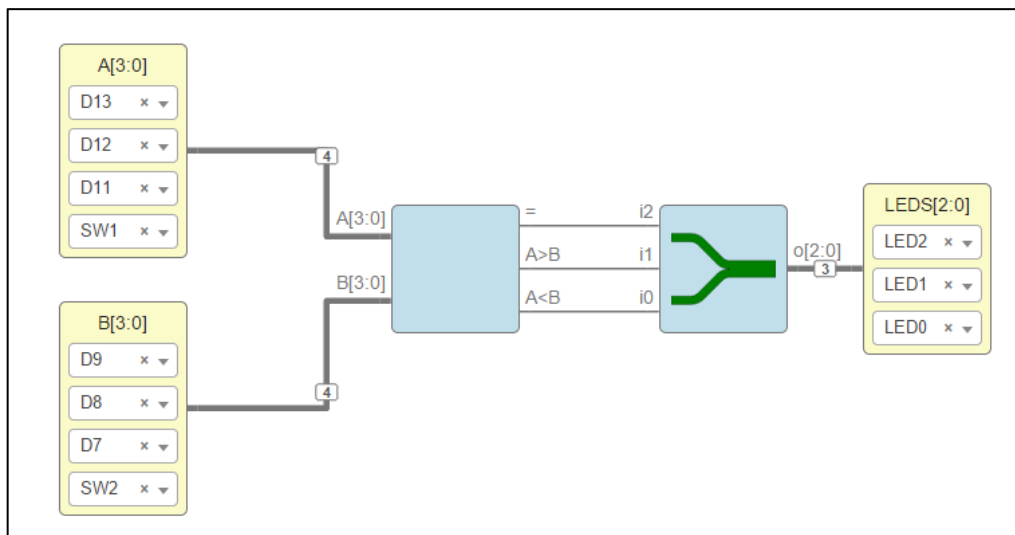 A[3:0]
D13 × ▾
D12 × ▾
D11 × ▾
SW1 × ▾
4
A[3:0]
B[3:0]
=
A>B
A<B
i2
i1
i0
o[2:0]
3
LEDS[2:0]
LED2 × ▾
LED1 × ▾
LED0 × ▾
B[3:0]
D9 × ▾
D8 × ▾
D7 × ▾
SW2 × ▾
4